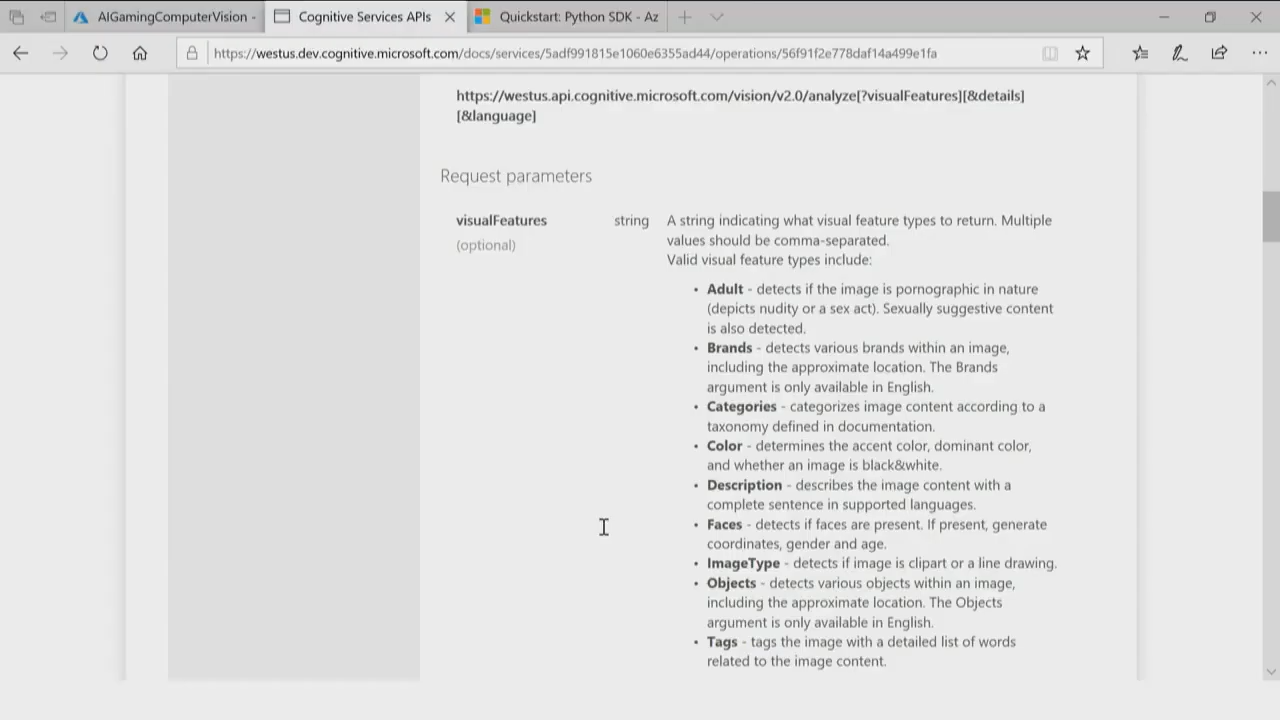 AIGamingComputerVision -
Cognitive Services APIs
Quickstart: Python SDK - Az
https://westus.dev.cognitive.microsoft.com/docs/services/5adf991815e1060e6355ad44/operations/56f91f2e778daf14a499e1fa
https://westus.api.cognitive.microsoft.com/vision/v2.0/analyze[?visualFeatures][&details]
[&language]
Request parameters
visualFeatures string A string indicating what visual feature types to return. Multiple
(optional) values should be comma-separated.
Valid visual feature types include:
• Adult - detects if the image is pornographic in nature
(depicts nudity or a sex act). Sexually suggestive content
is also detected.
• Brands - detects various brands within an image,
including the approximate location. The Brands
argument is only available in English.
• Categories - categorizes image content according to a
taxonomy defined in documentation.
• Color - determines the accent color, dominant color,
and whether an image is black&white.
• Description - describes the image content with a
complete sentence in supported languages.
• Faces - detects if faces are present. If present, generate
coordinates, gender and age.
• ImageType - detects if image is clipart or a line drawing.
• Objects - detects various objects within an image,
including the approximate location. The Objects
argument is only available in English.
• Tags - tags the image with a detailed list of words
related to the image content.